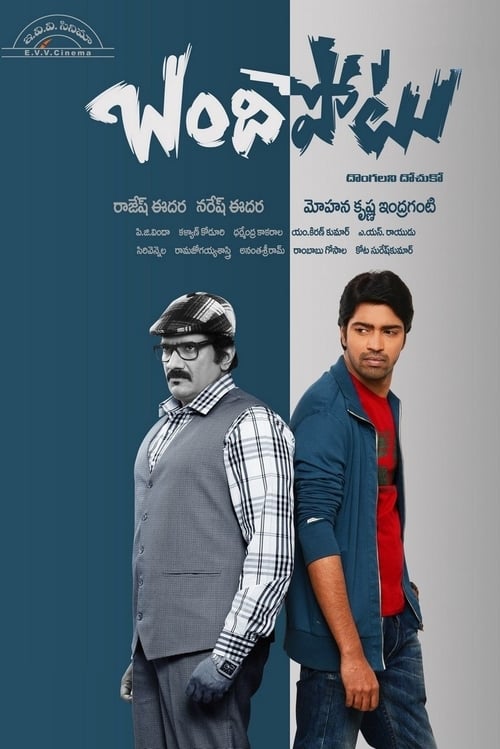 ఇ.వి.వి. సినిమా
E.V.V.Cinema
బందిపోటు
దొంగలని దోచుకో
రాజేష్ ఈదర నరేష్ ఈదర మోహన కృష్ణ ఇంద్రగంటి
పి.జి.విందా కళ్యాణ్ కోడూరి ధర్మేంద్ర కాకరాల యం.కిరణ్ కుమార్ ఎ.యస్. రాయుడు
సిరివెన్నెల రామజోగయ్యశాస్త్రి అనంతశ్రీరామ్ రాంబాబు గోసాల కోట సురేష్‌కుమార్